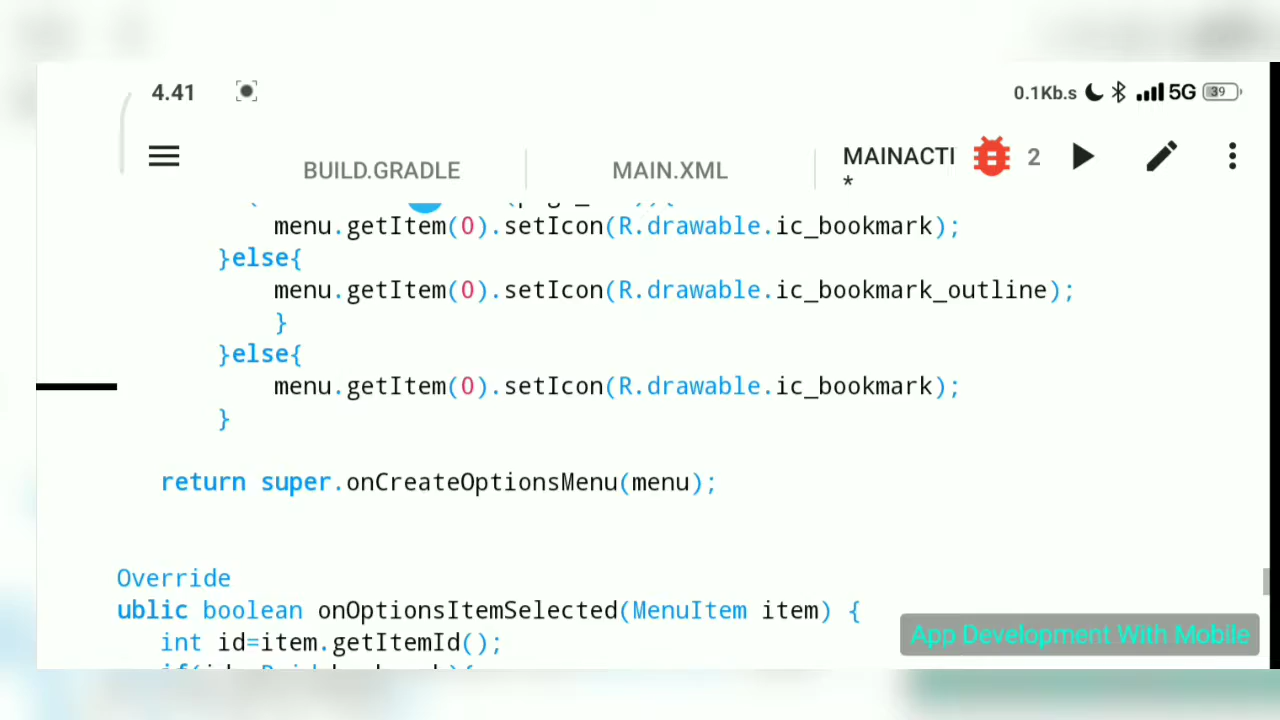 4.41
0.1Kb.s 5G 39
BUILD.GRADLE MAIN.XML MAINACTI 2
*
menu.getItem(0).setIcon(R.drawable.ic_bookmark);
}else{
menu.getItem(0).setIcon(R.drawable.ic_bookmark_outline);
}
}else{
menu.getItem(0).setIcon(R.drawable.ic_bookmark);
}
return super.onCreateOptionsMenu(menu);
Override
ublic boolean onOptionsItemSelected(MenuItem item) {
int id=item.getItemId();
App Development With Mobile